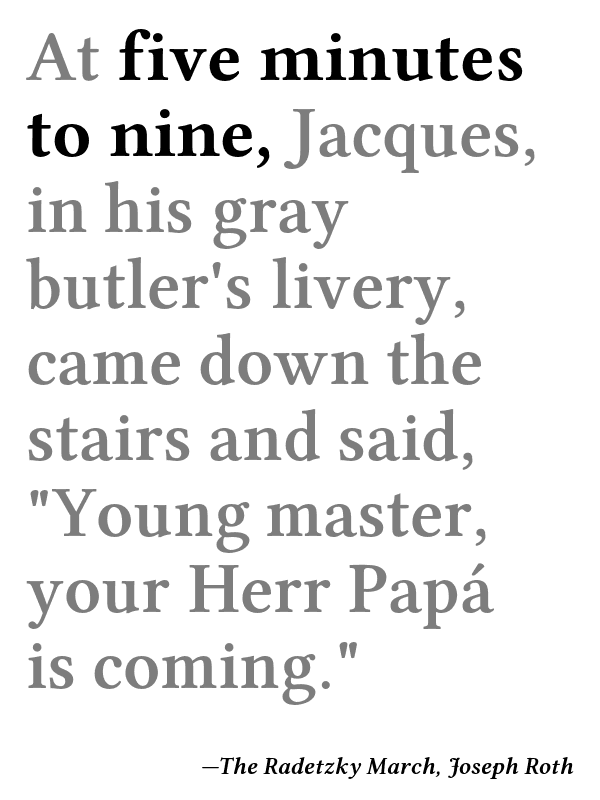 At five minutes
to nine, Jacques,
in his gray
butler's livery,
came down the
stairs and said,
"Young master,
your Herr Papá
is coming."
—The Radetzky March, Joseph Roth